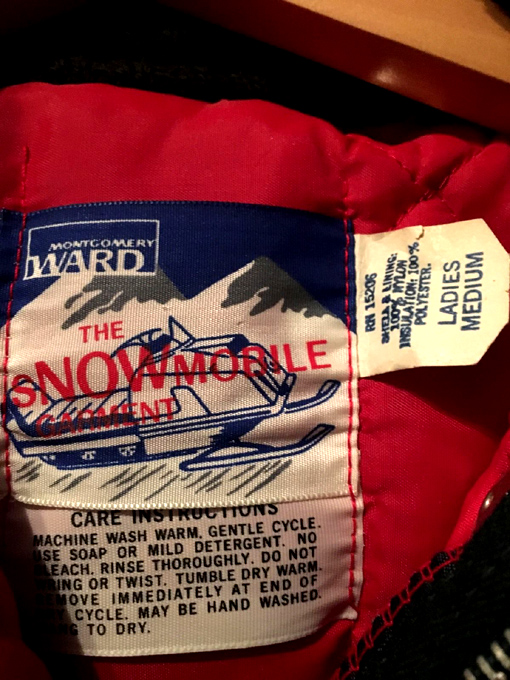 MONTGOMERY
WARD
THE
SNOWMOBILE
GARMENT
RN 15205
SHELL & LINING:
100% NYLON
INSULATION: 100%
POLYESTER.
LADIES
MEDIUM
CARE INSTRUCTIONS
MACHINE WASH WARM, GENTLE CYCLE.
USE SOAP OR MILD DETERGENT. NO
BLEACH. RINSE THOROUGHLY. DO NOT
WRING OR TWIST. TUMBLE DRY WARM.
REMOVE IMMEDIATELY AT END OF
CYCLE. MAY BE HAND WASHED.
TO DRY.